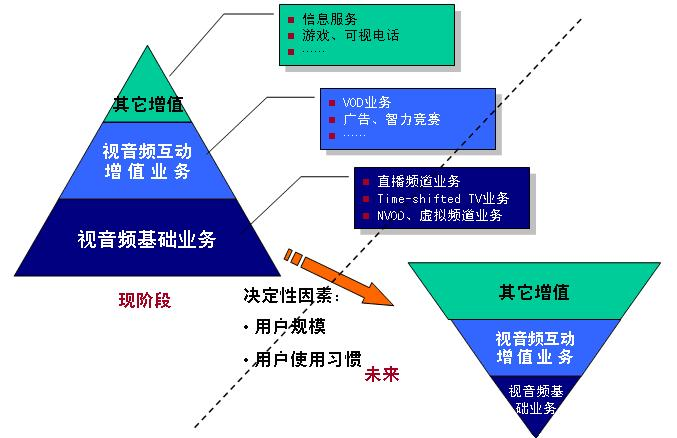 信息服务
游戏、可视电话
……
其它增值
VOD业务
广告、智力竞赛
……
视音频互动
增值业务
直播频道业务
Time-shifted TV业务
NVOD、虚拟频道业务
视音频基础业务
现阶段
决定性因素:
·用户规模
·用户使用习惯
未来
其它增值
视音频互动
增值业务
视音频基
础业务